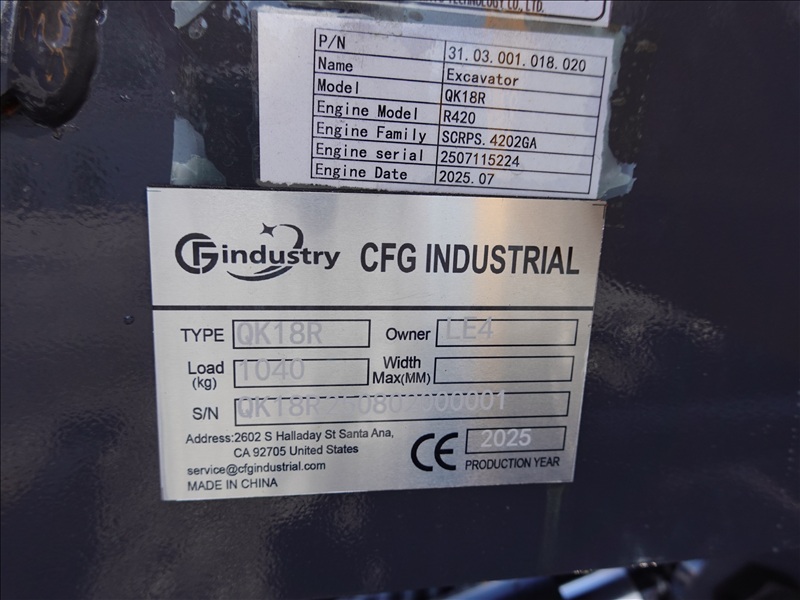 TECHNOLOGY CO., LTD.
P/N 31.03.001.018.020
Name Excavator
Model QK18R
Engine Model R420
Engine Family SCRPS.4202GA
Engine serial 2507115224
Engine Date 2025.07
CFG industry CFG INDUSTRIAL
TYPE QK18R Owner LE4
Load (kg) 1040 Width Max(MM)
S/N
Address:2602 S Halladay St Santa Ana,
CA 92705 United States
service@cfgindustrial.com
MADE IN CHINA
CE 2025
PRODUCTION YEAR